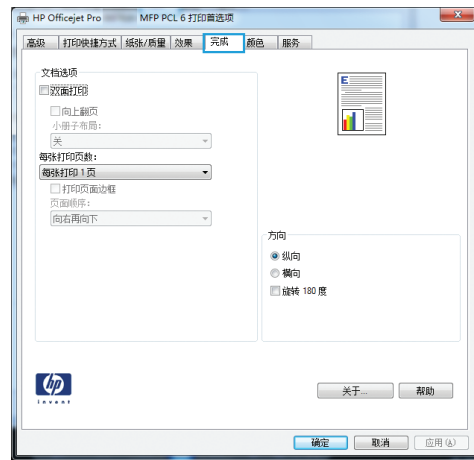 HP Officejet Pro MFP PCL 6 打印首选项
高级 打印快捷方式 纸张/质量 效果 完成 颜色 服务
文档选项
双面打印
向上翻页
小册子布局:
关
每张打印页数:
每张打印 1 页
打印页面边框
页面顺序:
向右再向下
E
方向
纵向
横向
旋转 180 度
hp
invent
关于... 帮助
确定 取消 应用(A)